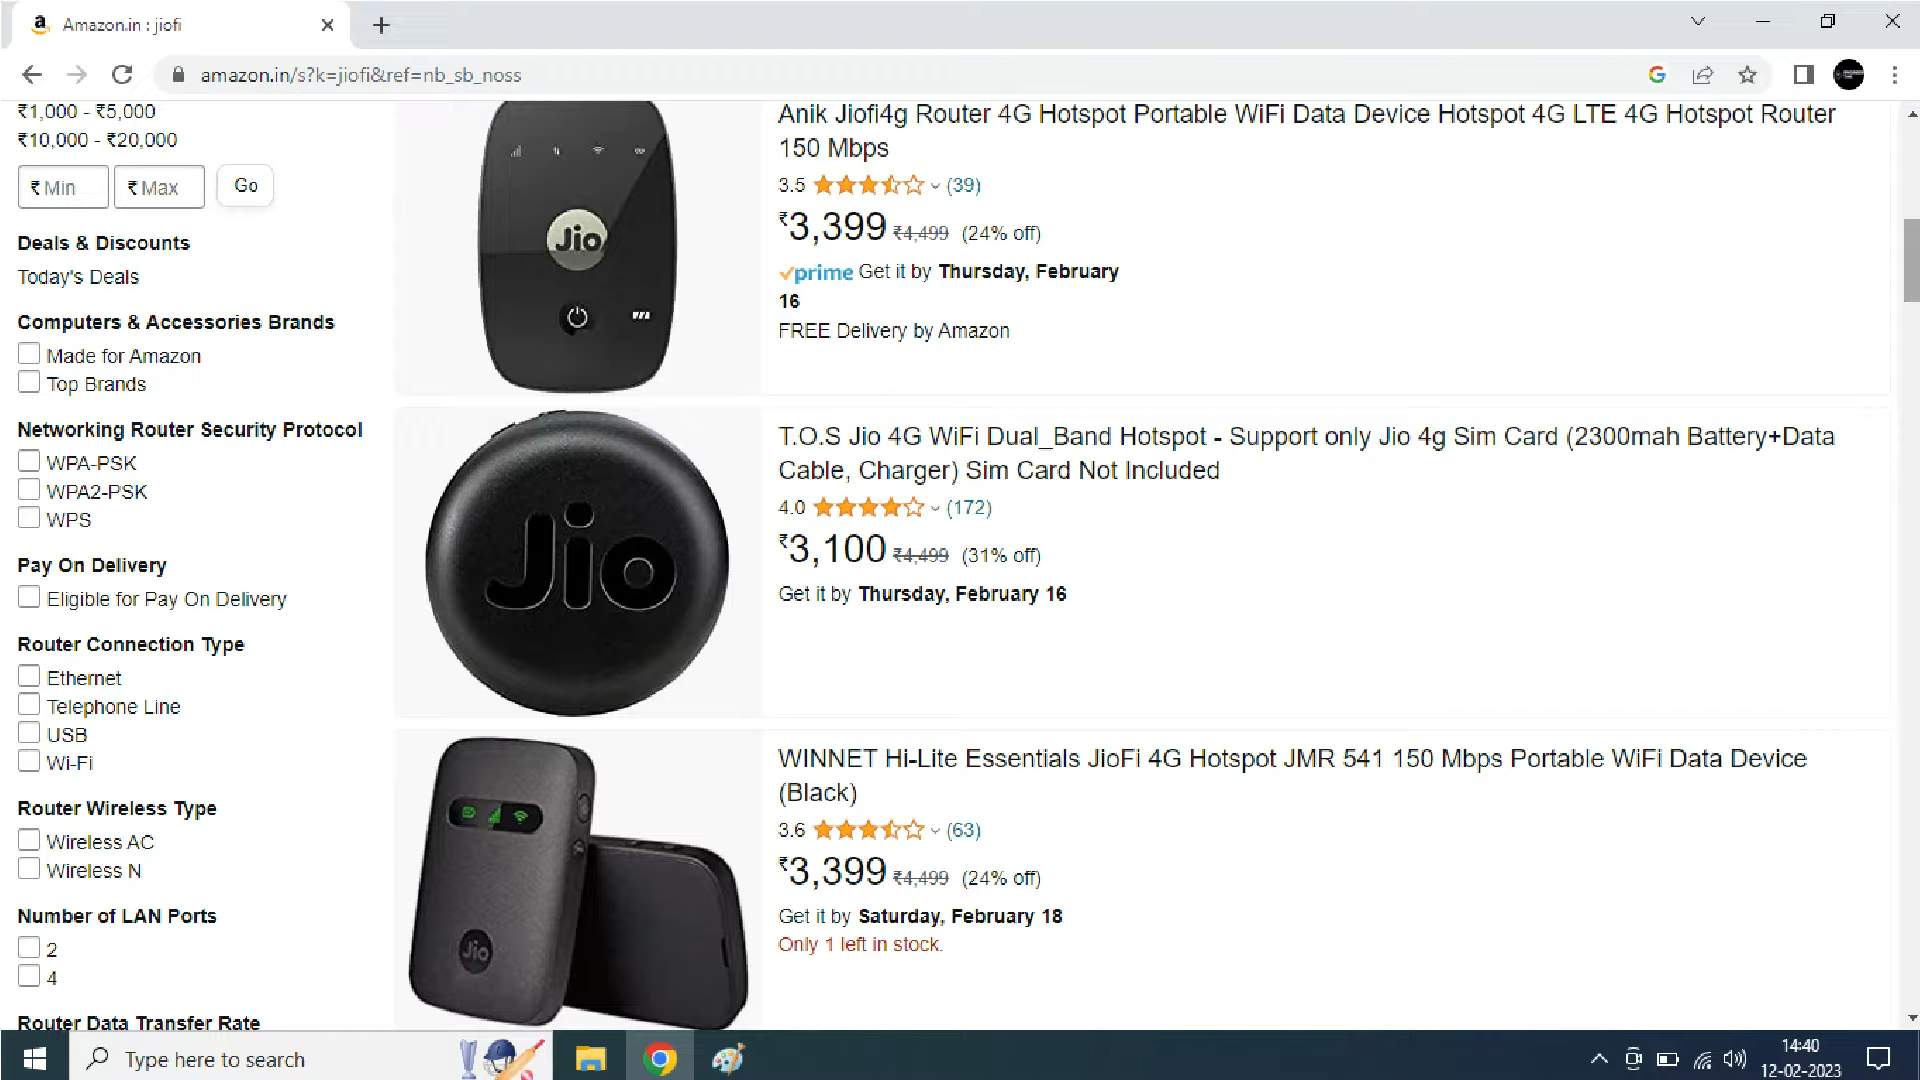 Amazon.in : jiofi
amazon.in/s?k=jiofi&ref=nb_sb_noss
₹1,000 - ₹5,000
₹10,000 - ₹20,000
₹ Min
₹ Max
Go
Deals & Discounts
Today's Deals
Computers & Accessories Brands
Made for Amazon
Top Brands
Networking Router Security Protocol
WPA-PSK
WPA2-PSK
WPS
Pay On Delivery
Eligible for Pay On Delivery
Router Connection Type
Ethernet
Telephone Line
USB
Wi-Fi
Router Wireless Type
Wireless AC
Wireless N
Number of LAN Ports
2
4
Router Data Transfer Rate
Jio
Anik Jiofi4g Router 4G Hotspot Portable WiFi Data Device Hotspot 4G LTE 4G Hotspot Router
150 Mbps
3.5 (39)
₹3,399 ₹4,499 (24% off)
prime Get it by Thursday, February
16
FREE Delivery by Amazon
Jio
T.O.S Jio 4G WiFi Dual_Band Hotspot - Support only Jio 4g Sim Card (2300mah Battery+Data
Cable, Charger) Sim Card Not Included
4.0 (172)
₹3,100 ₹4,499 (31% off)
Get it by Thursday, February 16
Jio
WINNET Hi-Lite Essentials JioFi 4G Hotspot JMR 541 150 Mbps Portable WiFi Data Device
(Black)
3.6 (63)
₹3,399 ₹4,499 (24% off)
Get it by Saturday, February 18
Only 1 left in stock.
Type here to search
14:40
12-02-2023